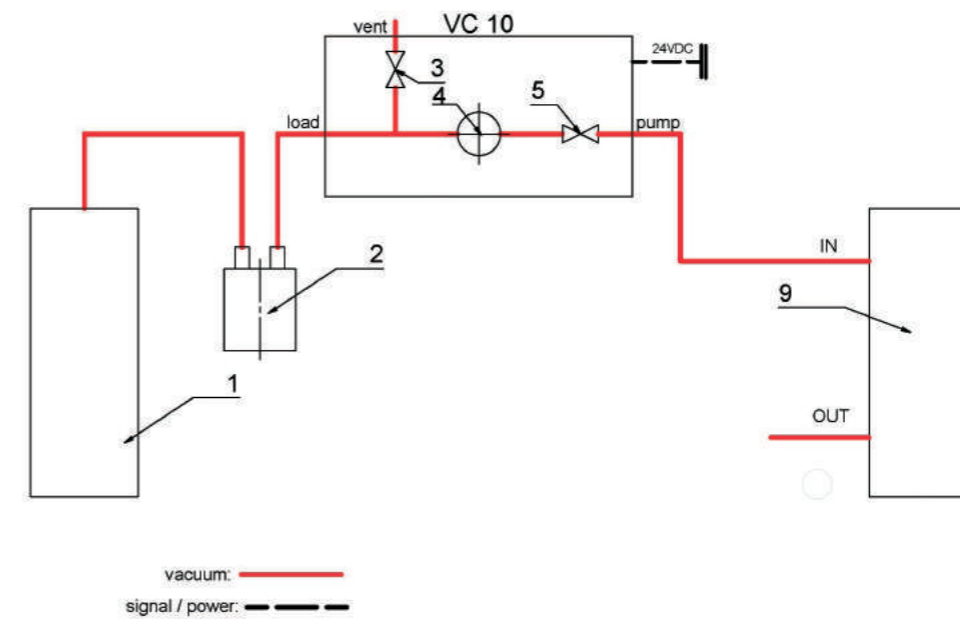 vent
VC 10
24VDC
3
4
5
load
pump
IN
2
9
1
OUT
vacuum:
signal / power: